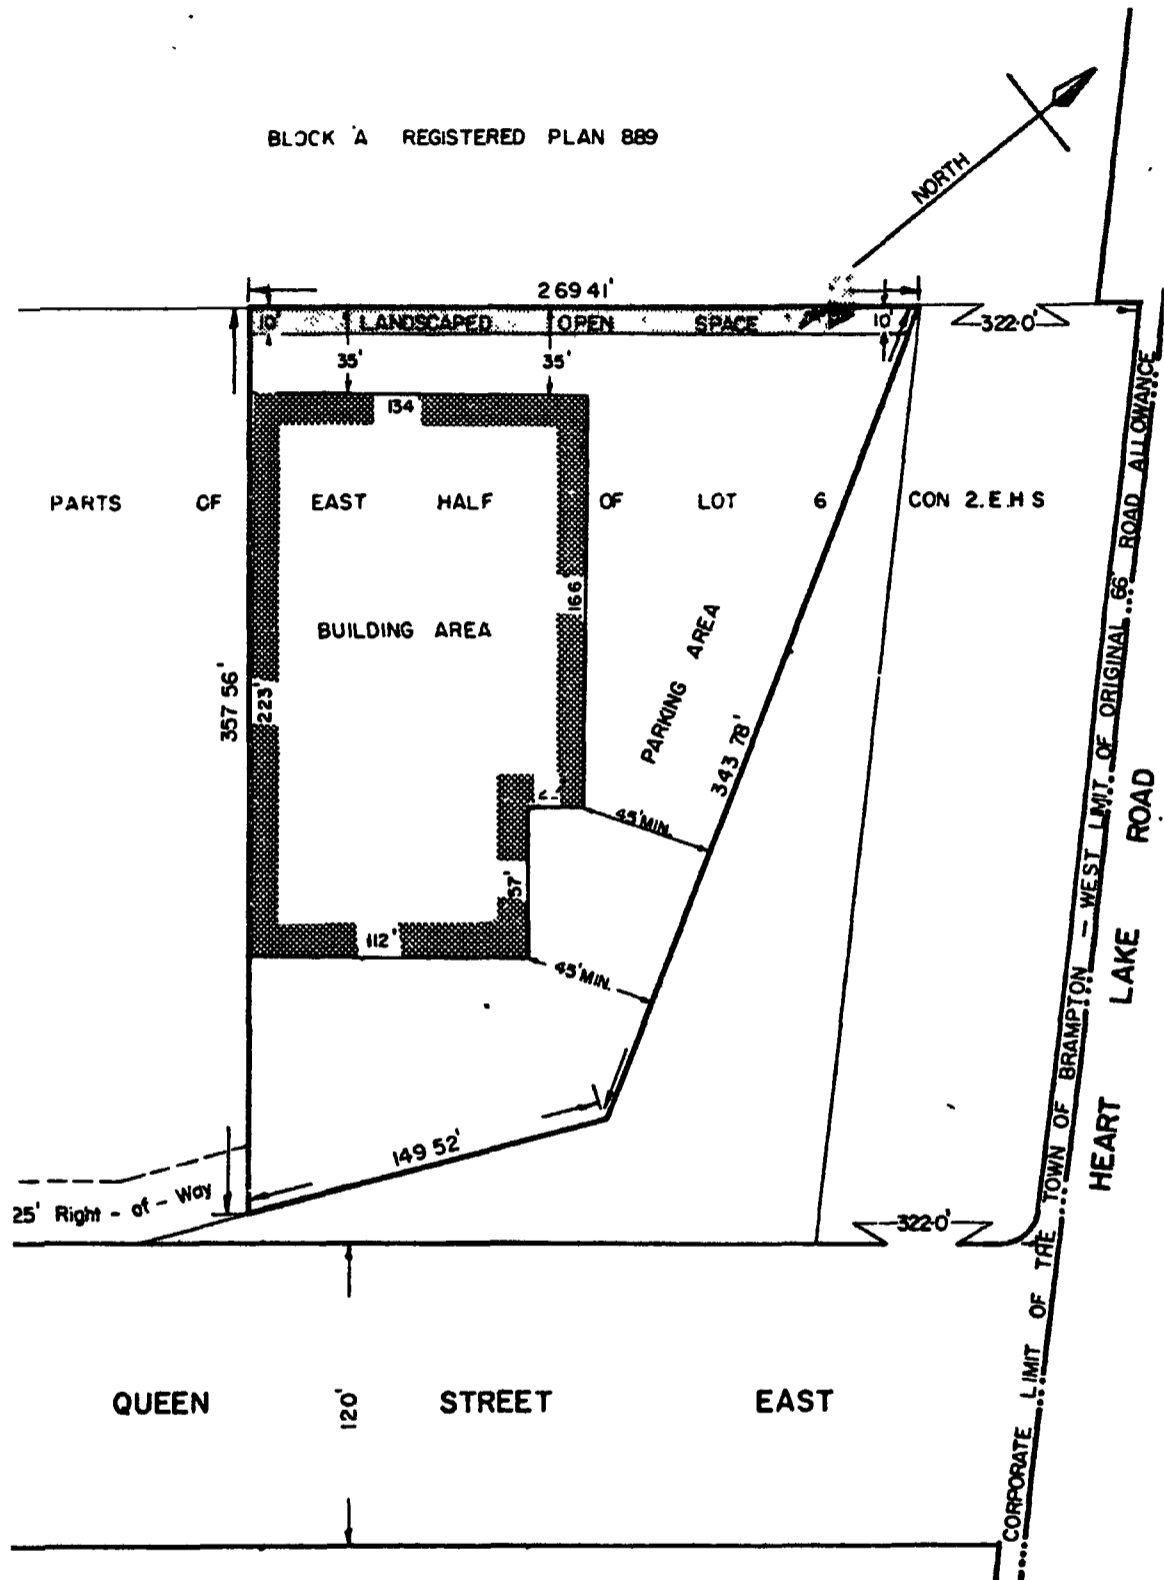 BLOCK A REGISTERED PLAN 889
NORTH
269 41'
10'
LANDSCAPED OPEN SPACE
10'
322·0'
35'
35'
134'
PARTS OF EAST HALF OF LOT 6 CON 2. E.H S
166
BUILDING AREA
PARKING AREA
357 56'
223'
343 78'
45' MIN.
57'
112'
45' MIN.
149 52'
25' Right - of - Way
322·0'
QUEEN STREET EAST
120'
HEART LAKE ROAD
CORPORATE LIMIT OF THE TOWN OF BRAMPTON - WEST LIMIT OF ORIGINAL 66' ROAD ALLOWANCE